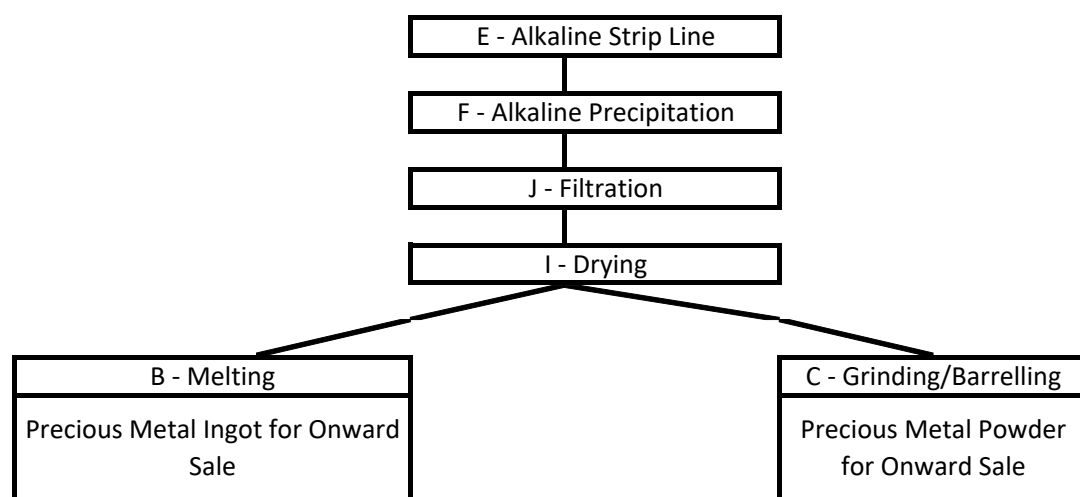 E - Alkaline Strip Line
F - Alkaline Precipitation
J - Filtration
I - Drying
B - Melting
Precious Metal Ingot for Onward
Sale
C - Grinding/Barrelling
Precious Metal Powder
for Onward Sale